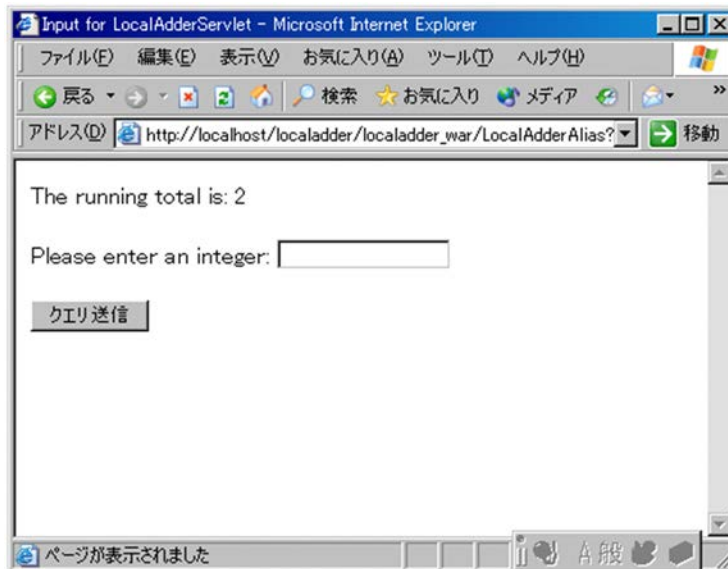 Input for LocalAdderServlet - Microsoft Internet Explorer
ファイル(F) 編集(E) 表示(V) お気に入り(A) ツール(T) ヘルプ(H)
戻る 検索 お気に入り メディア »
アドレス(D) http://localhost/localadder/localadder_war/LocalAdderAlias? 移動
The running total is: 2
Please enter an integer:
クエリ送信
ページが表示されました
A 般